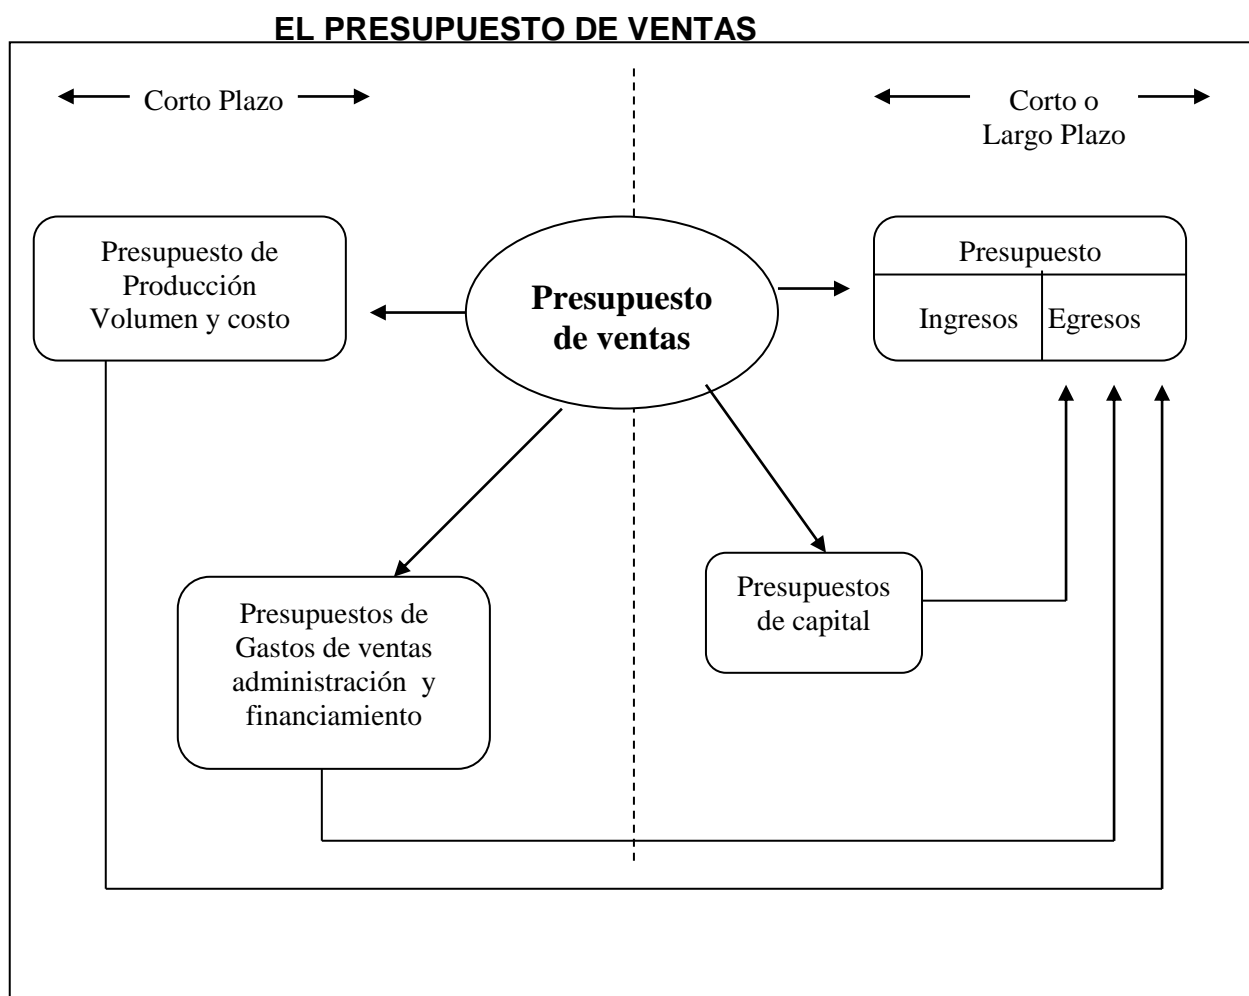 EL PRESUPUESTO DE VENTAS
Corto Plazo
Corto o
Largo Plazo
Presupuesto de
Producción
Volumen y costo
Presupuesto
de ventas
Presupuesto
Ingresos
Egresos
Presupuestos de
Gastos de ventas
administración y
financiamiento
Presupuestos
de capital